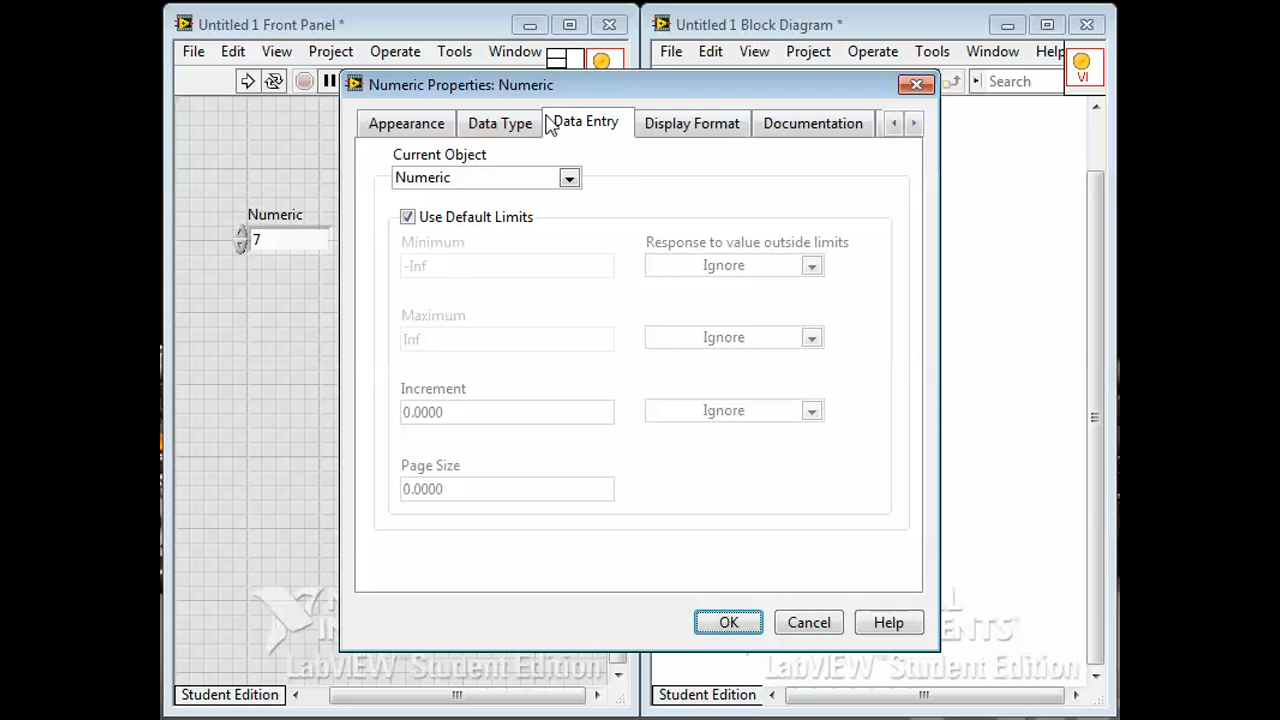 Untitled 1 Front Panel *
File Edit View Project Operate Tools Window
Numeric
7
Student Edition
LabVIEW Student Edition
Untitled 1 Block Diagram *
File Edit View Project Operate Tools Window Help
Search
VI
LabVIEW Student Edition
Student Edition
Numeric Properties: Numeric
Appearance Data Type Data Entry Display Format Documentation
Current Object
Numeric
Use Default Limits
Minimum Response to value outside limits
-Inf Ignore
Maximum
Inf Ignore
Increment
0.0000 Ignore
Page Size
0.0000
OK Cancel Help